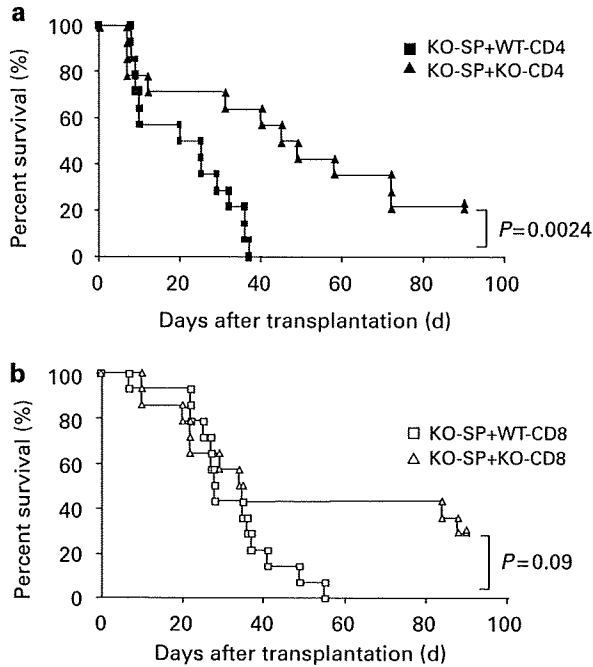 a
Percent survival (%)
100
80
60
40
20
0
KO-SP+WT-CD4
KO-SP+KO-CD4
P=0.0024
0 20 40 60 80 100
Days after transplantation (d)
b
Percent survival (%)
100
80
60
40
20
0
KO-SP+WT-CD8
KO-SP+KO-CD8
P=0.09
0 20 40 60 80 100
Days after transplantation (d)